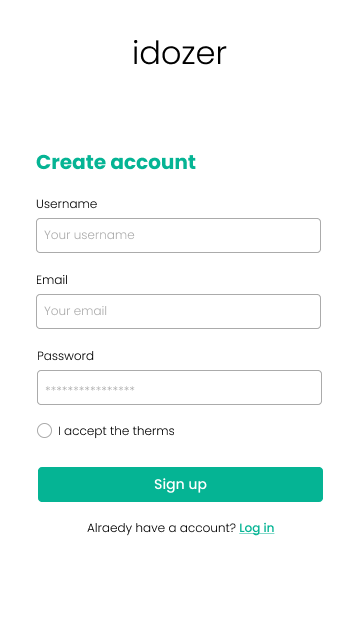 idozer
Create account
Username
Your username
Email
Your email
Password
****************
I accept the therms
Sign up
Alraedy have a account? Log in